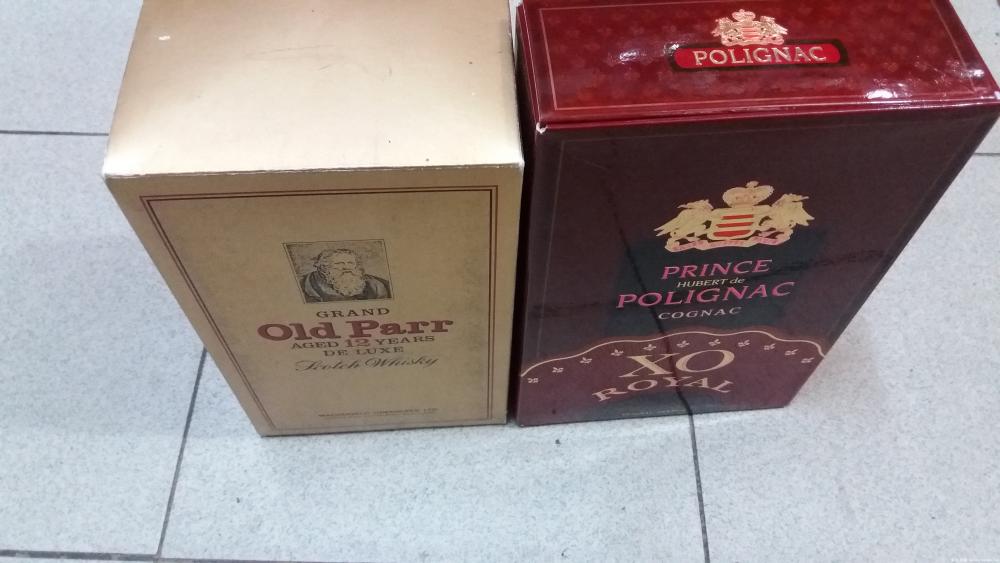 GRAND
Old Parr
AGED 12 YEARS
DE LUXE
Scotch Whisky
POLIGNAC
PRINCE
HUBERT de
POLIGNAC
COGNAC
XO
ROYAL